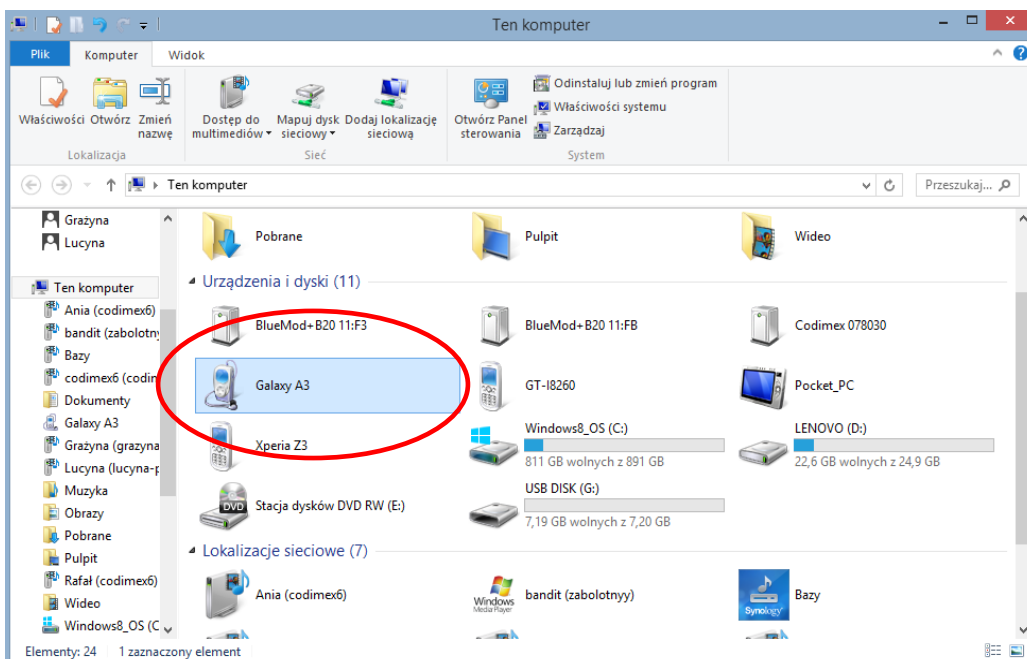 Ten komputer
Plik Komputer Widok
Właściwości Otwórz Zmień nazwę
Dostęp do multimediów Mapuj dysk sieciowy Dodaj lokalizację sieciową
Otwórz Panel sterowania
Odinstaluj lub zmień program
Właściwości systemu
Zarządzaj
Lokalizacja Sieć System
Ten komputer Przeszukaj...
Grażyna
Lucyna
Ten komputer
Ania (codimex6)
bandit (zabolotny
Bazy
codimex6 (codim
Dokumenty
Galaxy A3
Grażyna (grazyna
Lucyna (lucyna-p
Muzyka
Obrazy
Pobrane
Pulpit
Rafał (codimex6)
Wideo
Windows8_OS (C
Pobrane Pulpit Wideo
Urządzenia i dyski (11)
BlueMod+B20 11:F3 BlueMod+B20 11:FB Codimex 078030
Galaxy A3 GT-I8260 Pocket_PC
Xperia Z3
Windows8_OS (C:)
811 GB wolnych z 891 GB
LENOVO (D:)
22,6 GB wolnych z 24,9 GB
DVD
Stacja dysków DVD RW (E:)
USB DISK (G:)
7,19 GB wolnych z 7,20 GB
Lokalizacje sieciowe (7)
Ania (codimex6)
Windows
Media Player
bandit (zabolotnyy)
Synology
Bazy
Elementy: 24 1 zaznaczony element